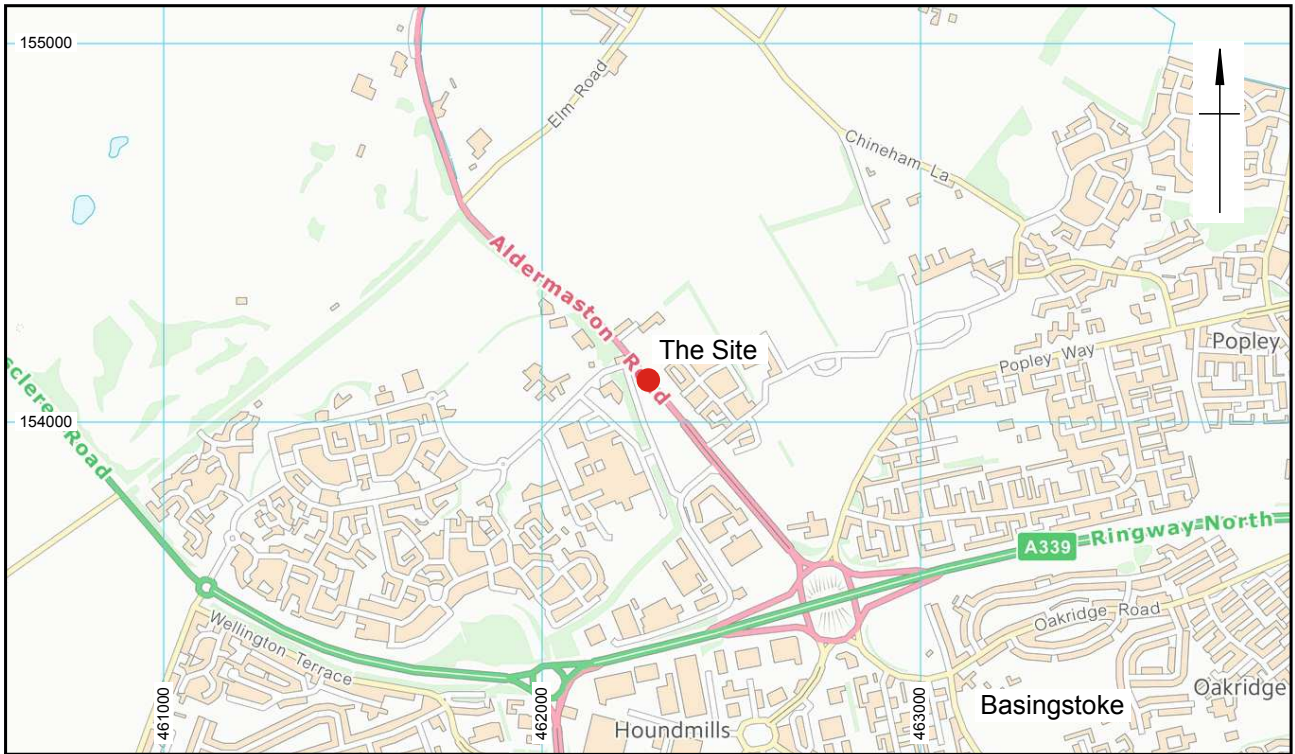 155000
Elm Road
Chineham La
Aldermaston Road
The Site
Popley
Popley Way
154000
sclere Road
A339
Ringway North
Oakridge Road
Wellington Terrace
461000
462000
463000
Basingstoke
Oakridge
Houndmills